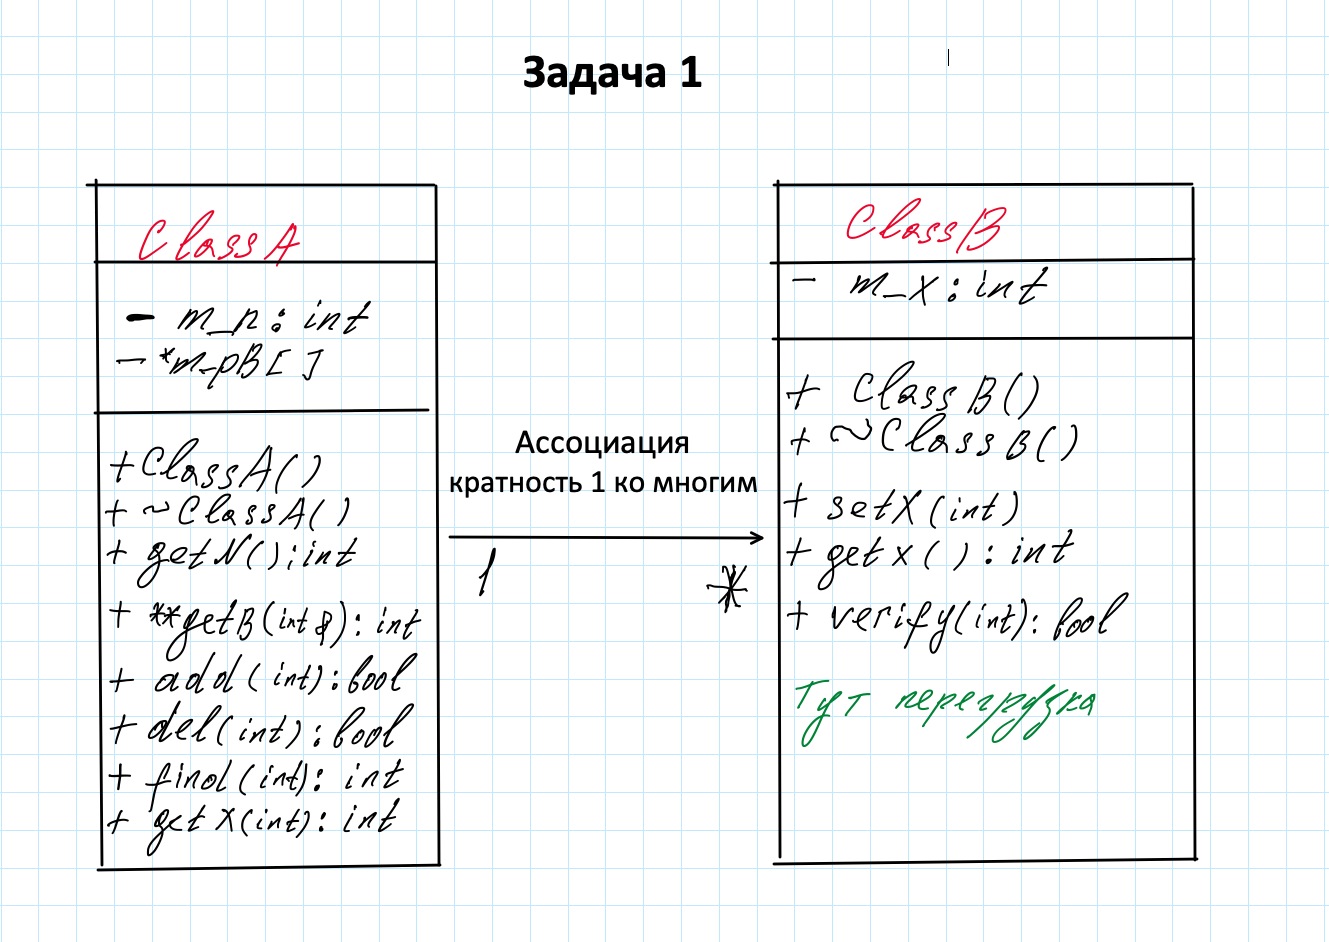 Задача 1
ClassA
- m_n : int
- *m_pB[]
+ ClassA()
+ ~ClassA()
+ getN(); int
+ **getB(int &): int
+ add(int): bool
+ del(int): bool
+ find(int): int
+ getX(int): int
Ассоциация
кратность 1 ко многим
1
*
ClassB
- m_x : int
+ ClassB()
+ ~ClassB()
+ setX(int)
+ getx() : int
+ verify(int): bool
Тут перегрузка